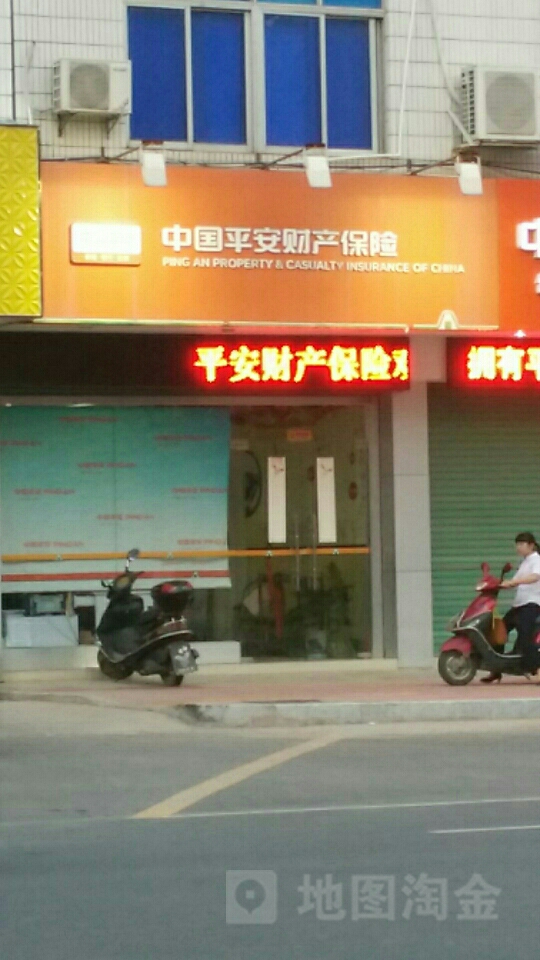 中国平安财产保险
PING AN PROPERTY & CASUALTY INSURANCE OF CHINA
中
平安财产保险
拥有平
地图淘金